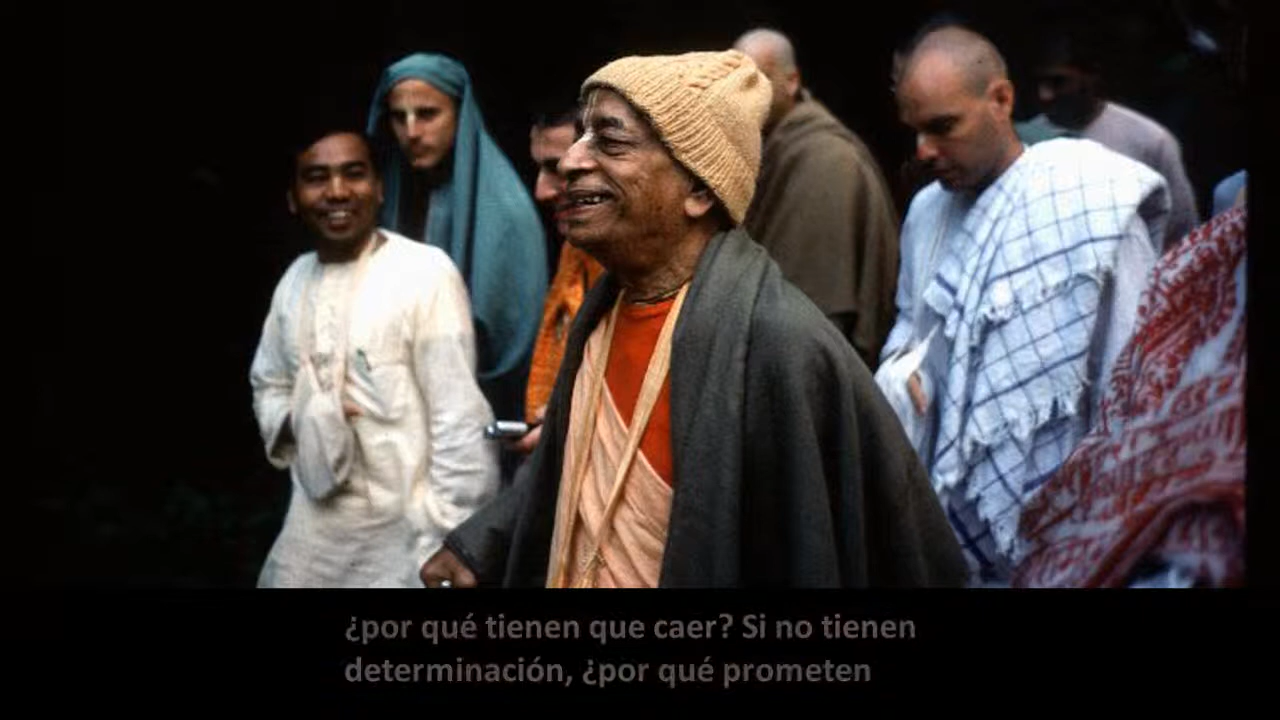 ¿por qué tienen que caer? Si no tienen
determinación, ¿por qué prometen